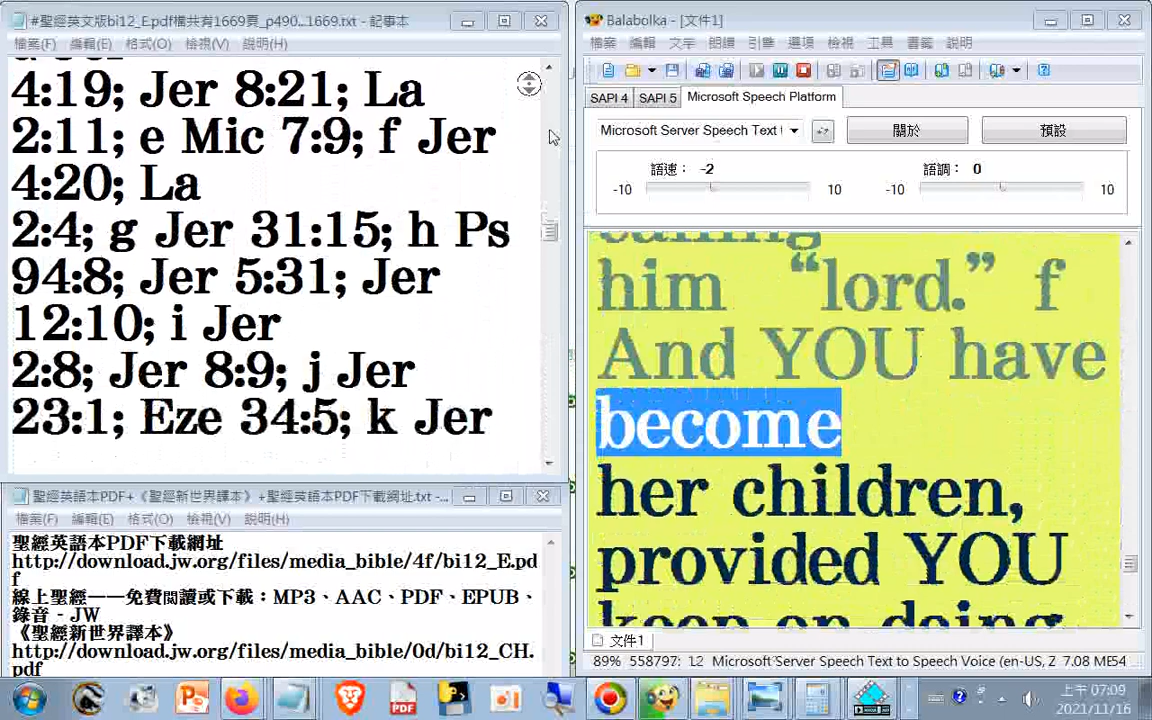 #聖經英文版bi12_E.pdf檔共有1669頁_p490...1669.txt - 記事本
檔案(F) 編輯(E) 格式(O) 檢視(V) 說明(H)
4:19; Jer 8:21; La
2:11; e Mic 7:9; f Jer
4:20; La
2:4; g Jer 31:15; h Ps
94:8; Jer 5:31; Jer
12:10; i Jer
2:8; Jer 8:9; j Jer
23:1; Eze 34:5; k Jer
聖經英語本PDF+《聖經新世界譯本》+聖經英語本PDF下載網址.txt -...
檔案(F) 編輯(E) 格式(O) 檢視(V) 說明(H)
聖經英語本PDF下載網址
http://download.jw.org/files/media_bible/4f/bi12_E.pd
f
線上聖經——免費閱讀或下載：MP3、AAC、PDF、EPUB、
錄音 - JW
《聖經新世界譯本》
http://download.jw.org/files/media_bible/0d/bi12_CH.
pdf
Balabolka - [文件1]
檔案 編輯 文字 朗讀 引擎 選項 檢視 工具 書籤 說明
SAPI 4 SAPI 5 Microsoft Speech Platform
Microsoft Server Speech Text 關於 預設
語速： -2 語調： 0
-10 10 -10 10
calling
him “lord.” f
And YOU have
become
her children,
provided YOU
keep on doing
文件1
89% 558797: 12 Microsoft Server Speech Text to Speech Voice (en-US, Z 7.08 ME54
PDF
上午 07:09
2021/11/16